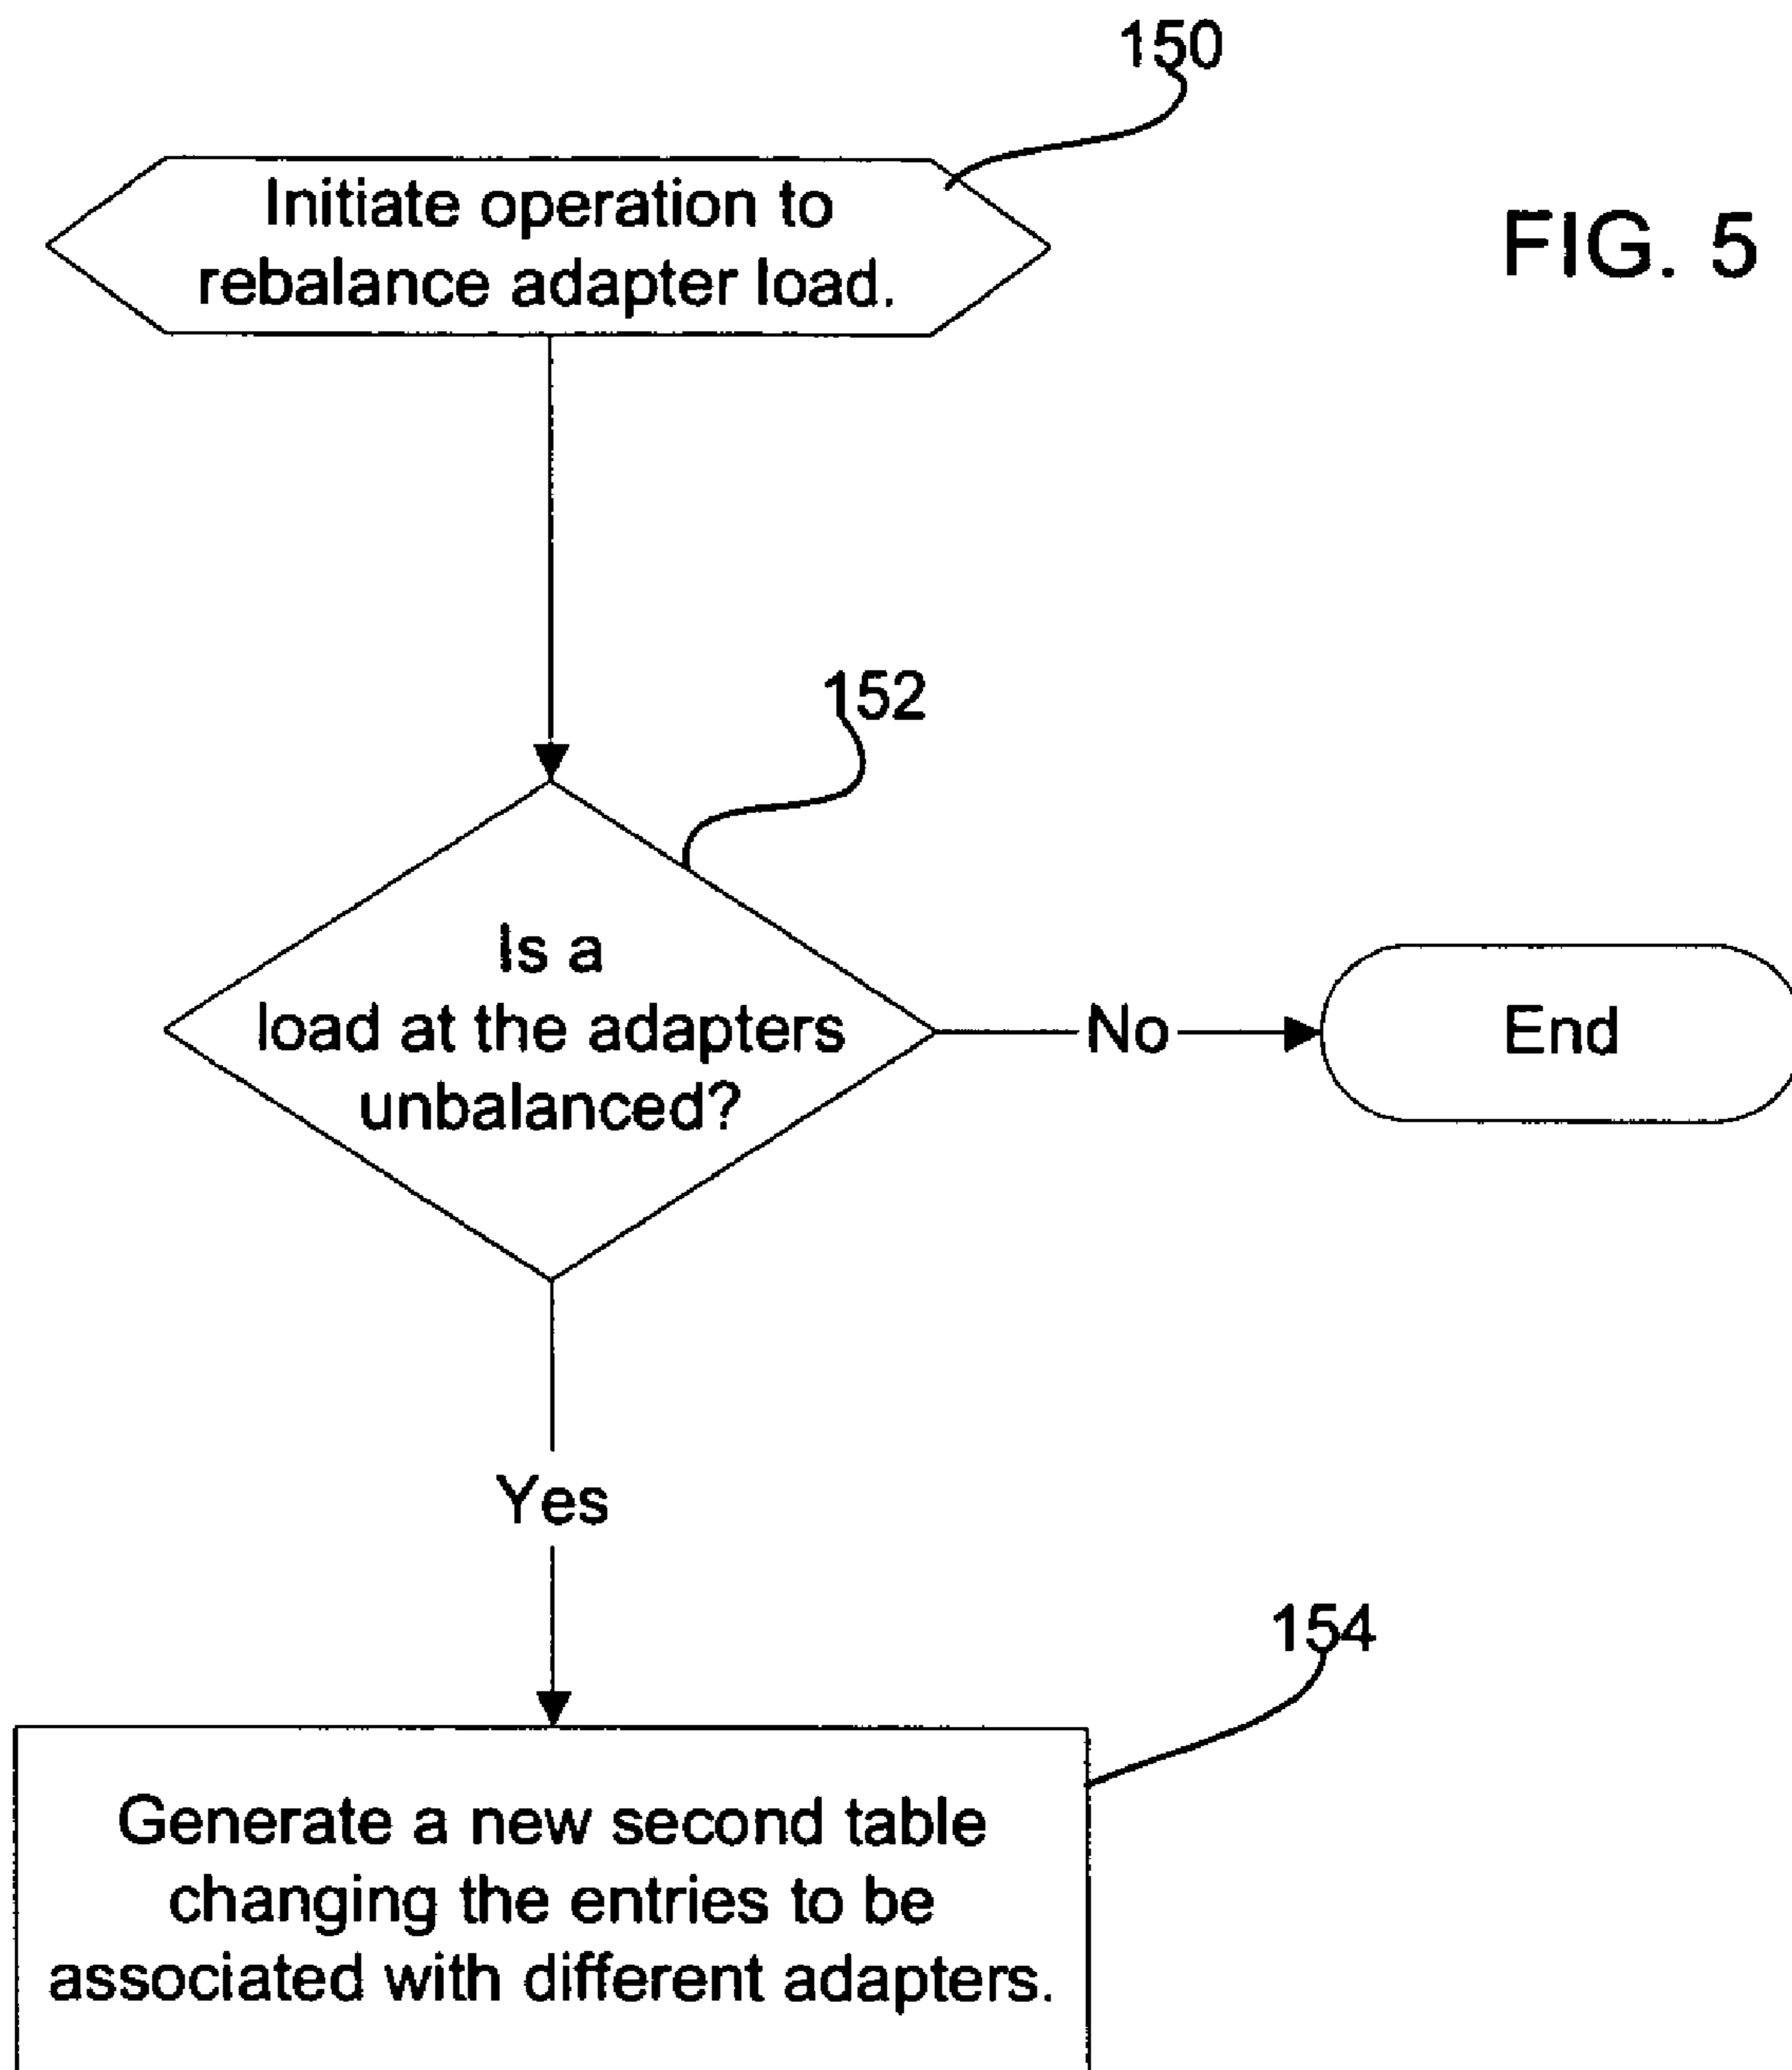 150
Initiate operation to
rebalance adapter load.
FIG. 5
152
Is a
load at the adapters
unbalanced?
No
End
Yes
154
Generate a new second table
changing the entries to be
associated with different adapters.